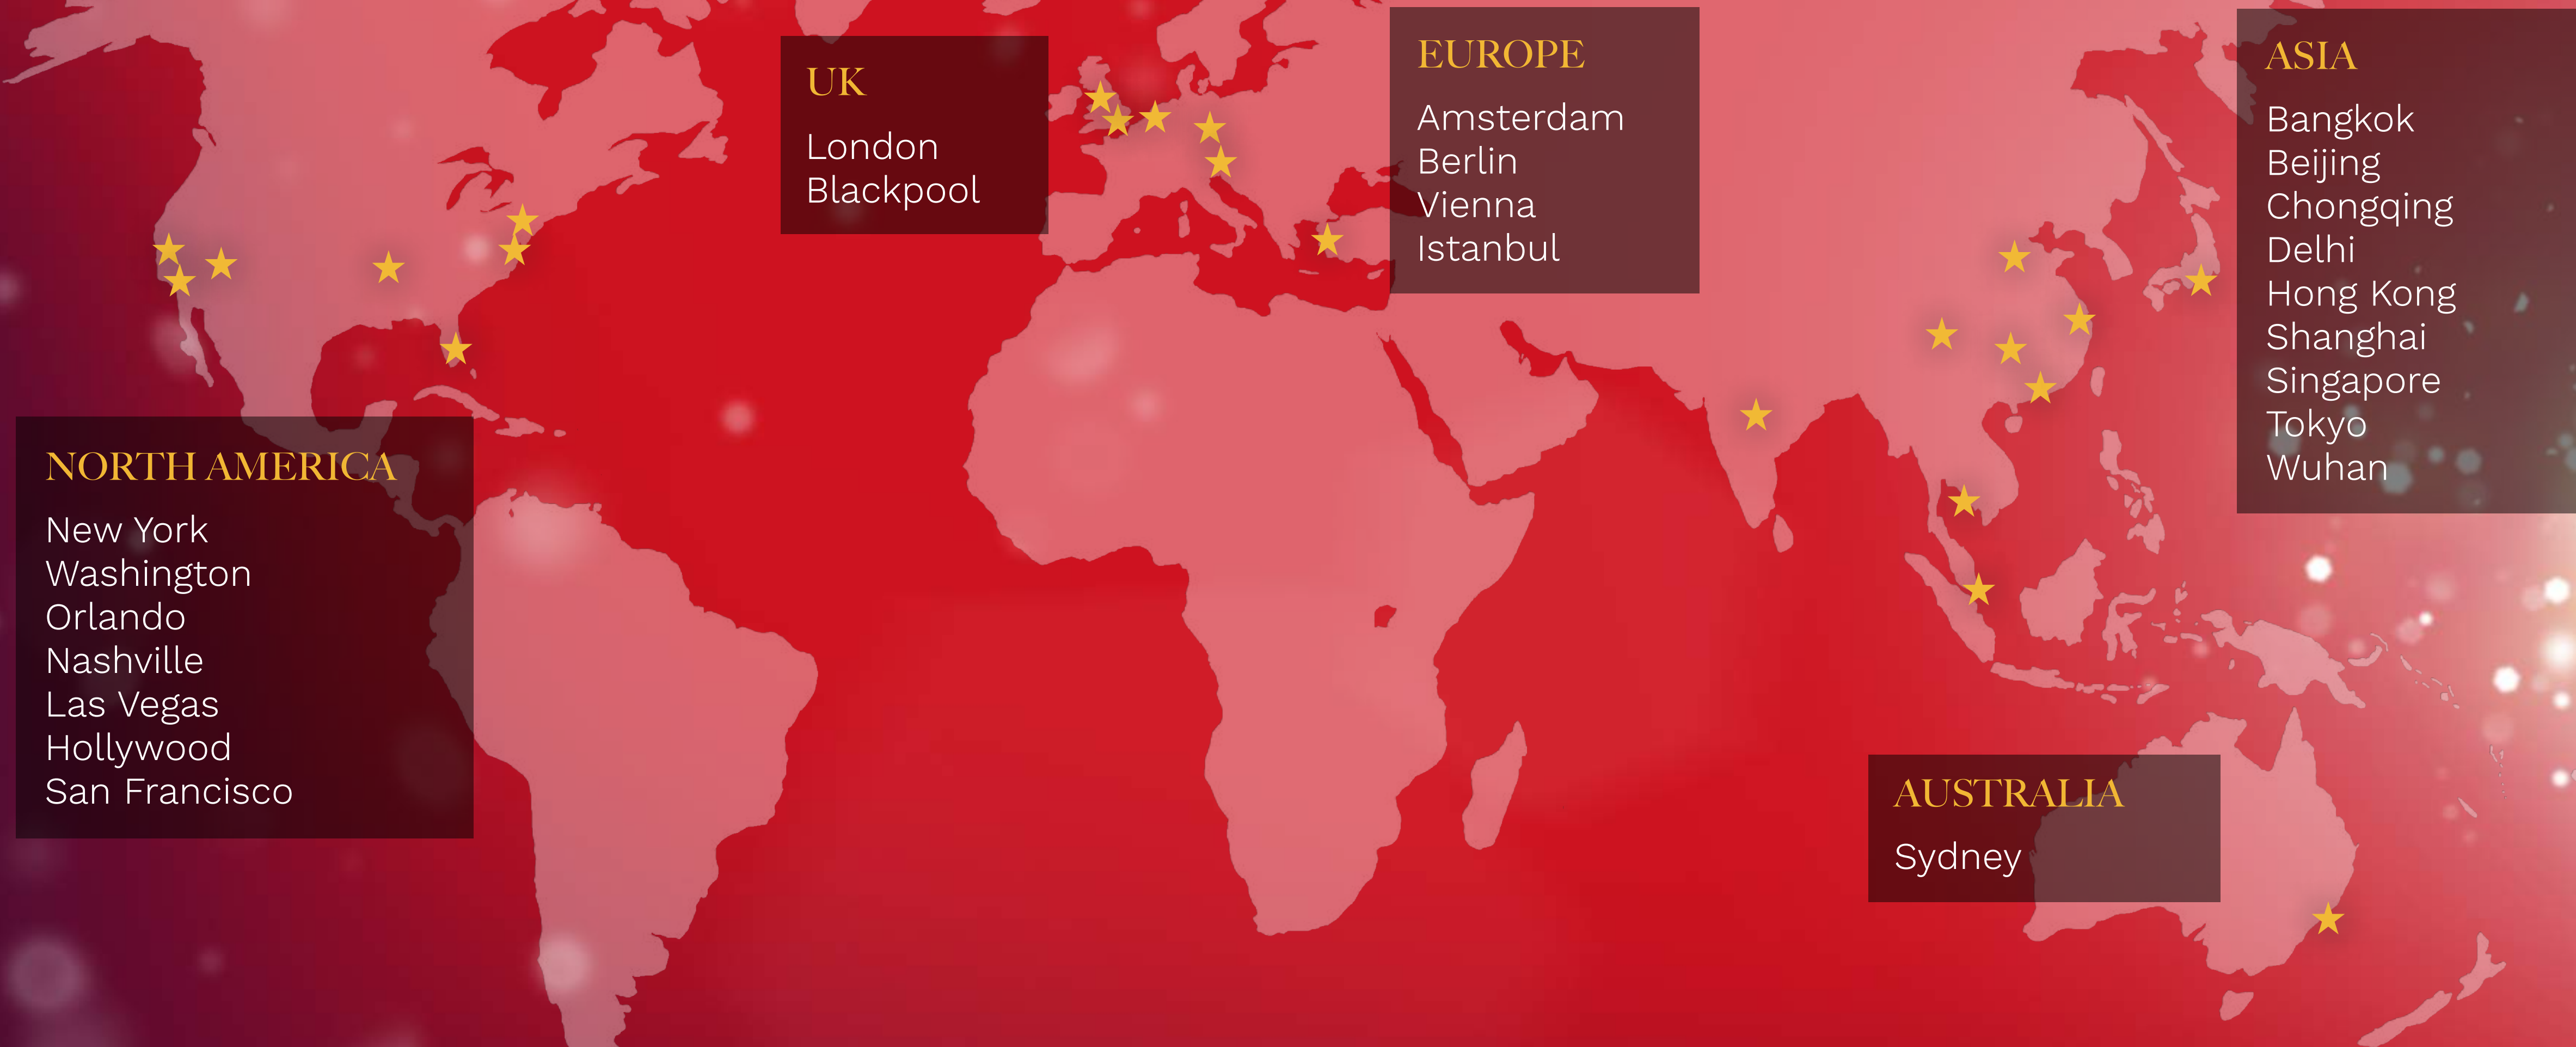 UK
London
Blackpool
EUROPE
Amsterdam
Berlin
Vienna
Istanbul
ASIA
Bangkok
Beijing
Chongqing
Delhi
Hong Kong
Shanghai
Singapore
Tokyo
Wuhan
NORTH AMERICA
New York
Washington
Orlando
Nashville
Las Vegas
Hollywood
San Francisco
AUSTRALIA
Sydney